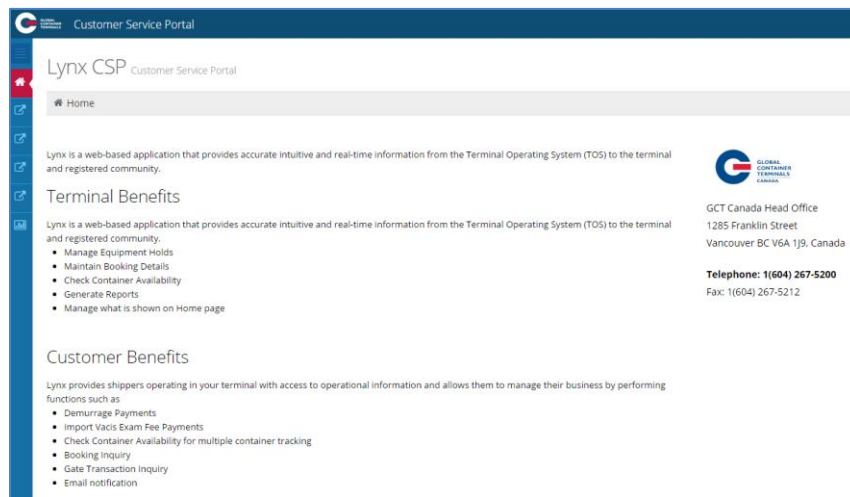 GLOBAL
CONTAINER
TERMINALS
Customer Service Portal
Lynx CSP Customer Service Portal
Home
Lynx is a web-based application that provides accurate intuitive and real-time information from the Terminal Operating System (TOS) to the terminal
and registered community.
Terminal Benefits
Lynx is a web-based application that provides accurate intuitive and real-time information from the Terminal Operating System (TOS) to the terminal
and registered community.
• Manage Equipment Holds
• Maintain Booking Details
• Check Container Availability
• Generate Reports
• Manage what is shown on Home page
Customer Benefits
Lynx provides shippers operating in your terminal with access to operational information and allows them to manage their business by performing
functions such as
• Demurrage Payments
• Import Vacis Exam Fee Payments
• Check Container Availability for multiple container tracking
• Booking Inquiry
• Gate Transaction Inquiry
• Email notification
GLOBAL
CONTAINER
TERMINALS
CANADA
GCT Canada Head Office
1285 Franklin Street
Vancouver BC V6A 1J9, Canada
Telephone: 1(604) 267-5200
Fax: 1(604) 267-5212